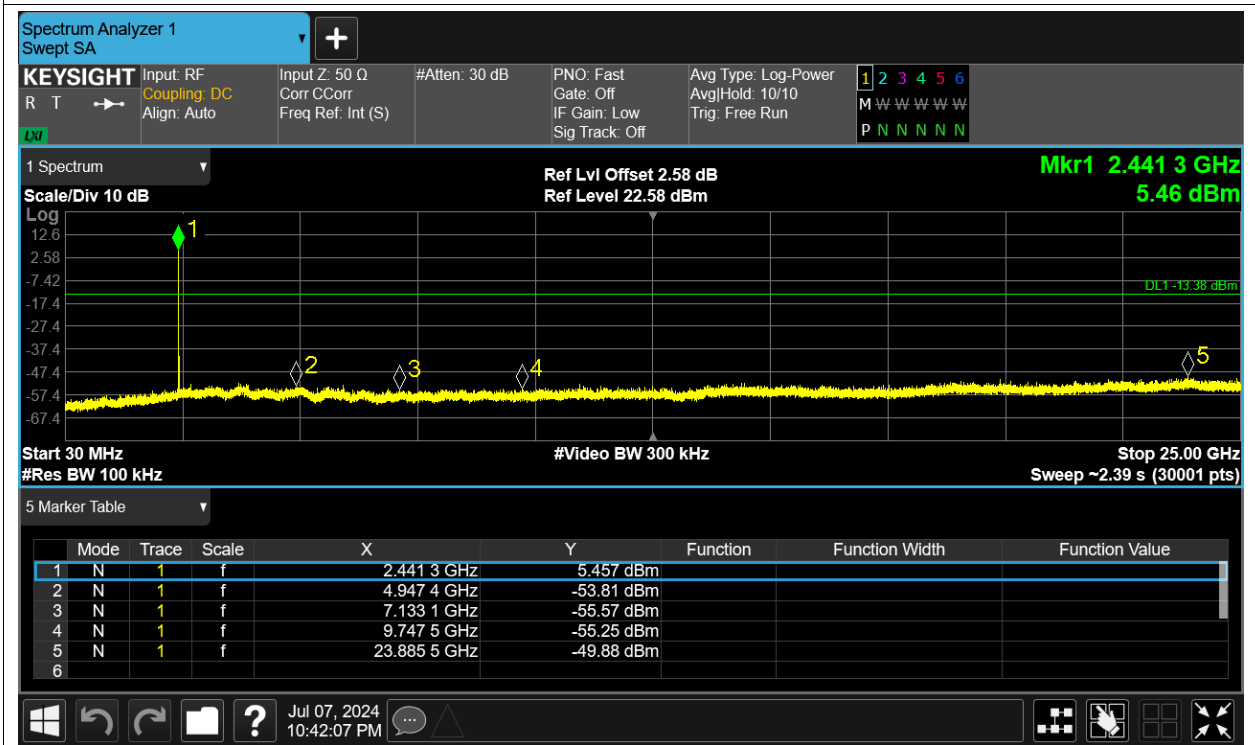 Spectrum Analyzer 1
Swept SA
KEYSIGHT Input: RF Input Z: 50 Ω #Atten: 30 dB PNO: Fast Avg Type: Log-Power 1 2 3 4 5 6
R T Coupling: DC Corr CCorr Gate: Off Avg|Hold: 10/10 M W W W W W
Align: Auto Freq Ref: Int (S) IF Gain: Low Trig: Free Run
LXI Sig Track: Off P N N N N N
1 Spectrum Ref Lvl Offset 2.58 dB Mkr1 2.441 3 GHz
Scale/Div 10 dB Ref Level 22.58 dBm 5.46 dBm
Log
12.6 1
2.58
-7.42
DL1 -13.38 dBm
-17.4
-27.4
-37.4
2 3 4 5
-47.4
-57.4
-67.4
Start 30 MHz #Video BW 300 kHz Stop 25.00 GHz
#Res BW 100 kHz Sweep ~2.39 s (30001 pts)
5 Marker Table
Mode Trace Scale X Y Function Function Width Function Value
1 N 1 f 2.441 3 GHz 5.457 dBm
2 N 1 f 4.947 4 GHz -53.81 dBm
3 N 1 f 7.133 1 GHz -55.57 dBm
4 N 1 f 9.747 5 GHz -55.25 dBm
5 N 1 f 23.885 5 GHz -49.88 dBm
6
? Jul 07, 2024
10:42:07 PM